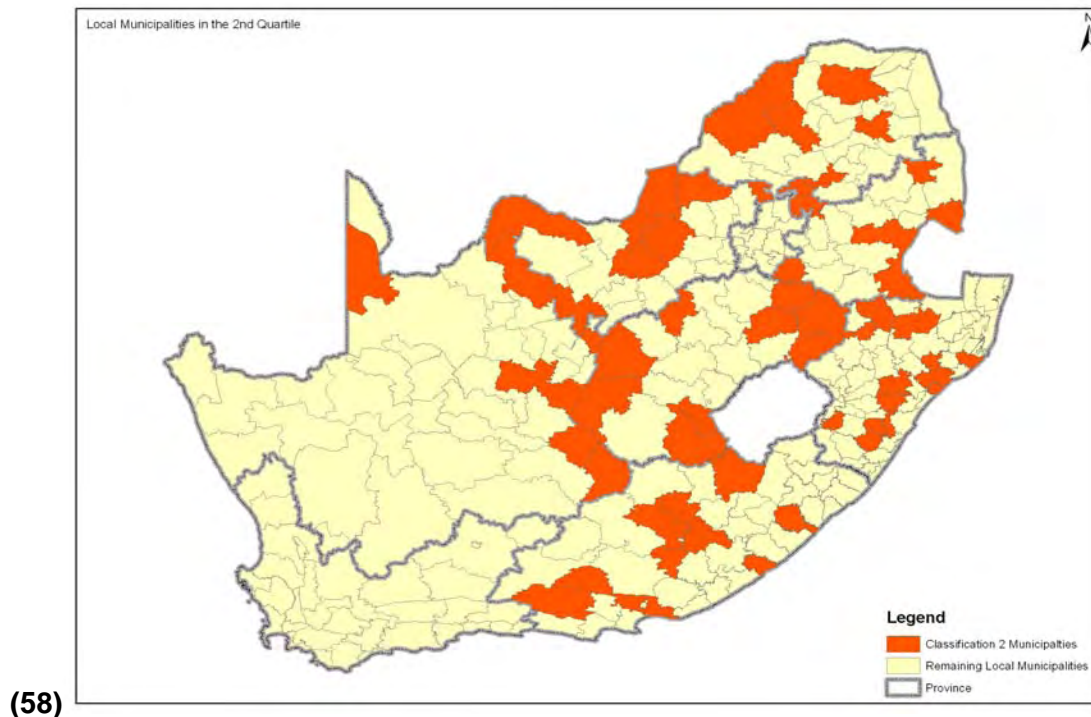 Local Municipalities in the 2nd Quartile
N
Legend
Classification 2 Municipalties
Remaining Local Municipalities
Province
(58)